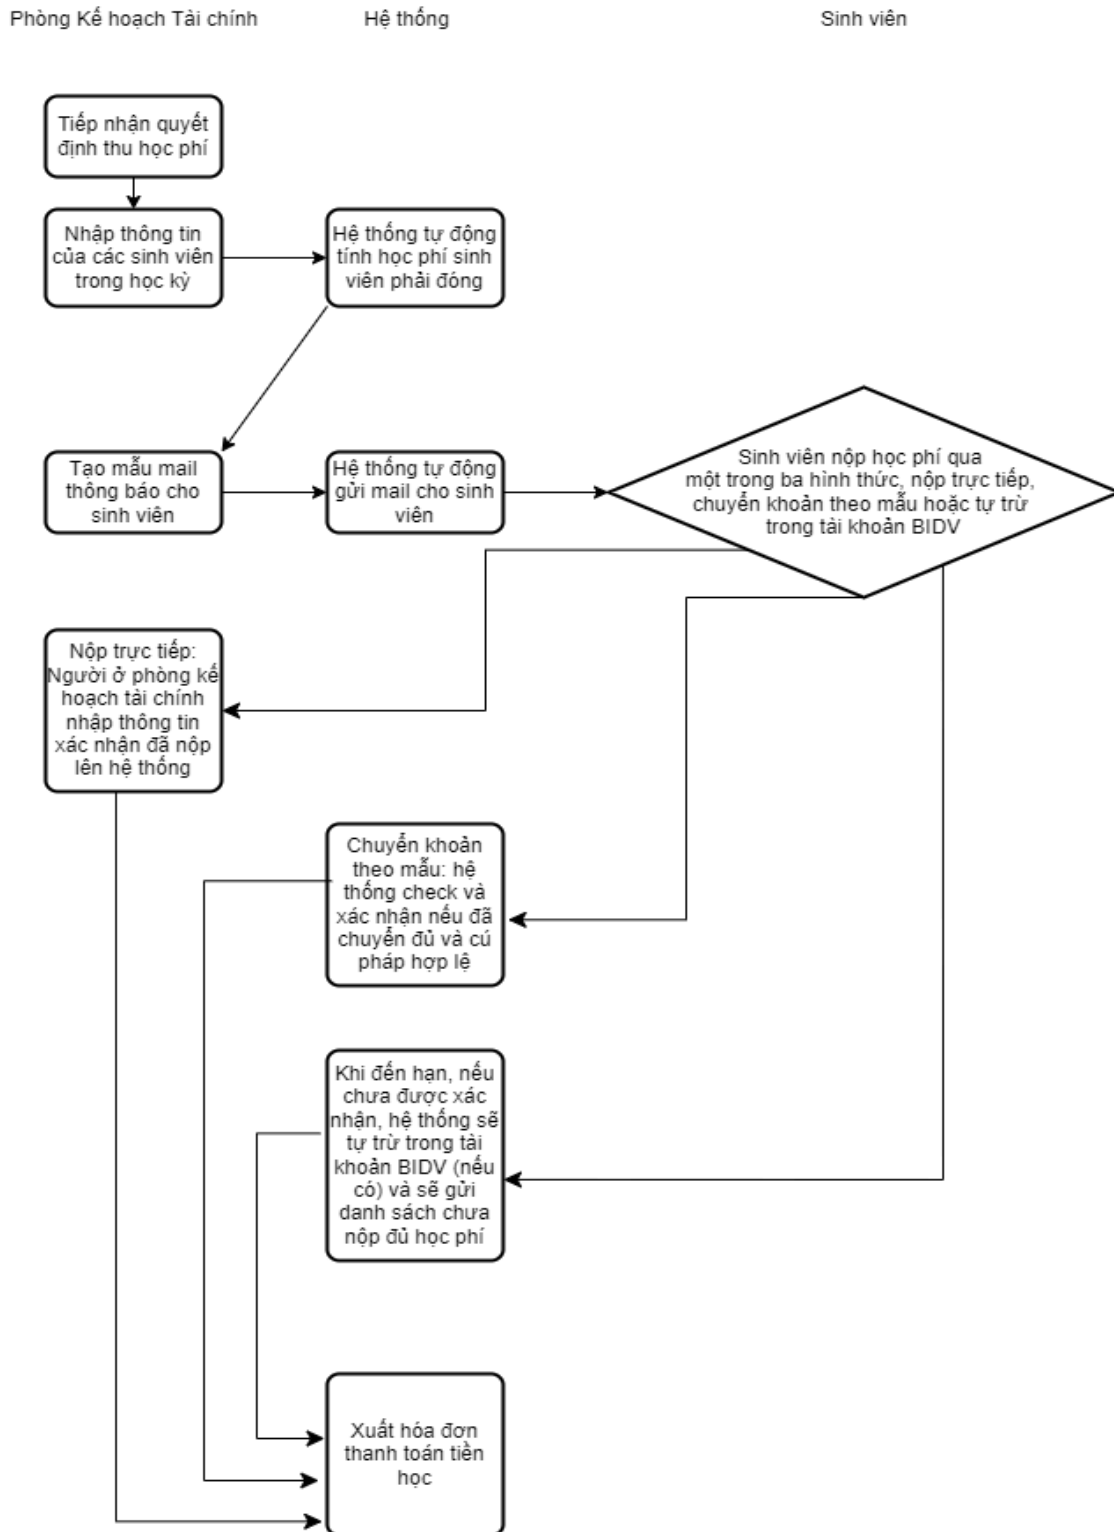 Phòng Kế hoạch Tài chính
Hệ thống
Sinh viên
Tiếp nhận quyết
định thu học phí
Nhập thông tin
của các sinh viên
trong học kỳ
Hệ thống tự động
tính học phí sinh
viên phải đóng
Tạo mẫu mail
thông báo cho
sinh viên
Hệ thống tự động
gửi mail cho sinh
viên
Sinh viên nộp học phí qua
một trong ba hình thức, nộp trực tiếp,
chuyển khoản theo mẫu hoặc tự trừ
trong tài khoản BIDV
Nộp trực tiếp:
Người ở phòng kế
hoạch tài chính
nhập thông tin
xác nhận đã nộp
lên hệ thống
Chuyển khoản
theo mẫu: hệ
thống check và
xác nhận nếu đã
chuyển đủ và cú
pháp hợp lệ
Khi đến hạn, nếu
chưa được xác
nhận, hệ thống sẽ
tự trừ trong tài
khoản BIDV (nếu
có) và sẽ gửi
danh sách chưa
nộp đủ học phí
Xuất hóa đơn
thanh toán tiền
học